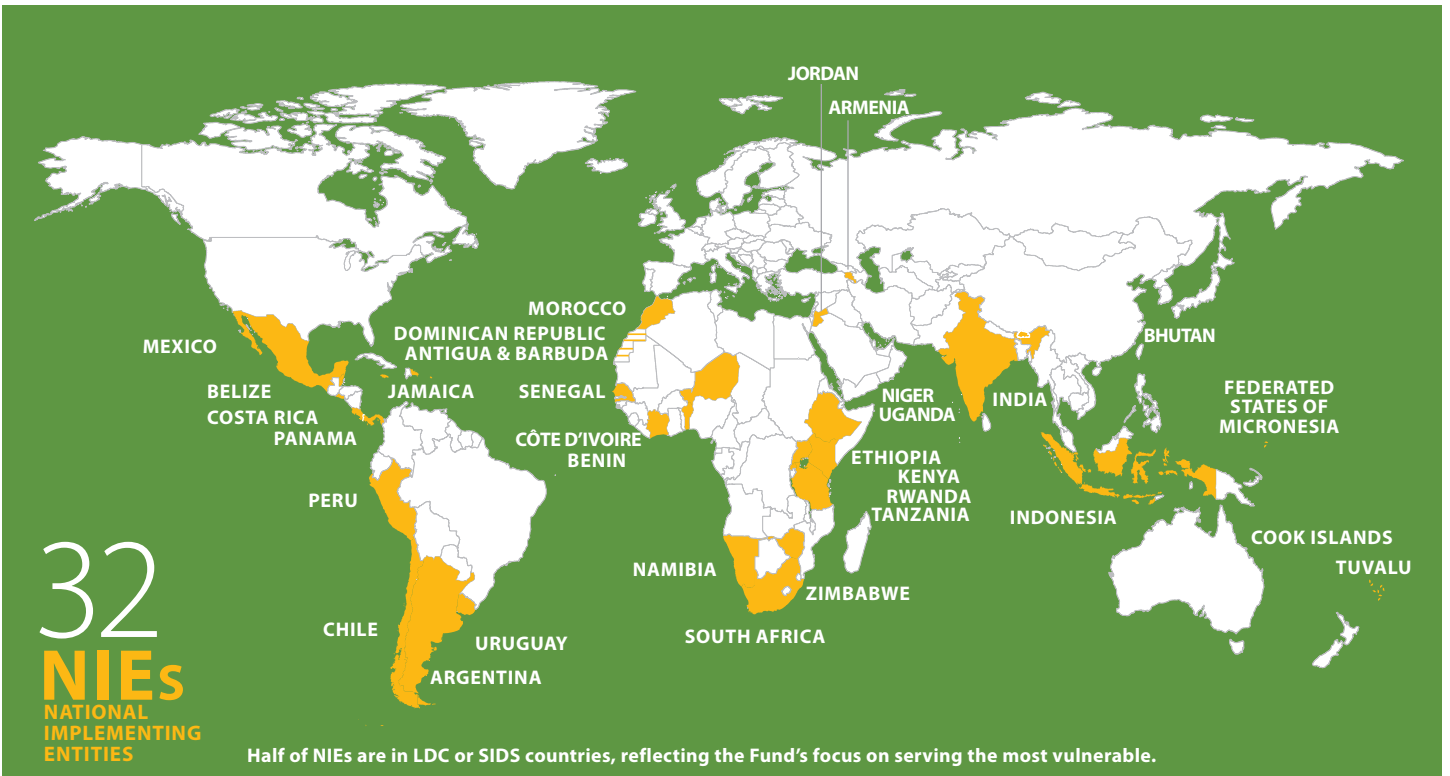 JORDAN
ARMENIA
MOROCCO
DOMINICAN REPUBLIC
ANTIGUA & BARBUDA
MEXICO
BHUTAN
BELIZE
JAMAICA
SENEGAL
NIGER
UGANDA
INDIA
FEDERATED
STATES OF
MICRONESIA
COSTA RICA
PANAMA
CÔTE D'IVOIRE
BENIN
ETHIOPIA
KENYA
RWANDA
TANZANIA
PERU
INDONESIA
COOK ISLANDS
TUVALU
NAMIBIA
ZIMBABWE
SOUTH AFRICA
CHILE
URUGUAY
ARGENTINA
32
NIEs
NATIONAL
IMPLEMENTING
ENTITIES
Half of NIEs are in LDC or SIDS countries, reflecting the Fund's focus on serving the most vulnerable.